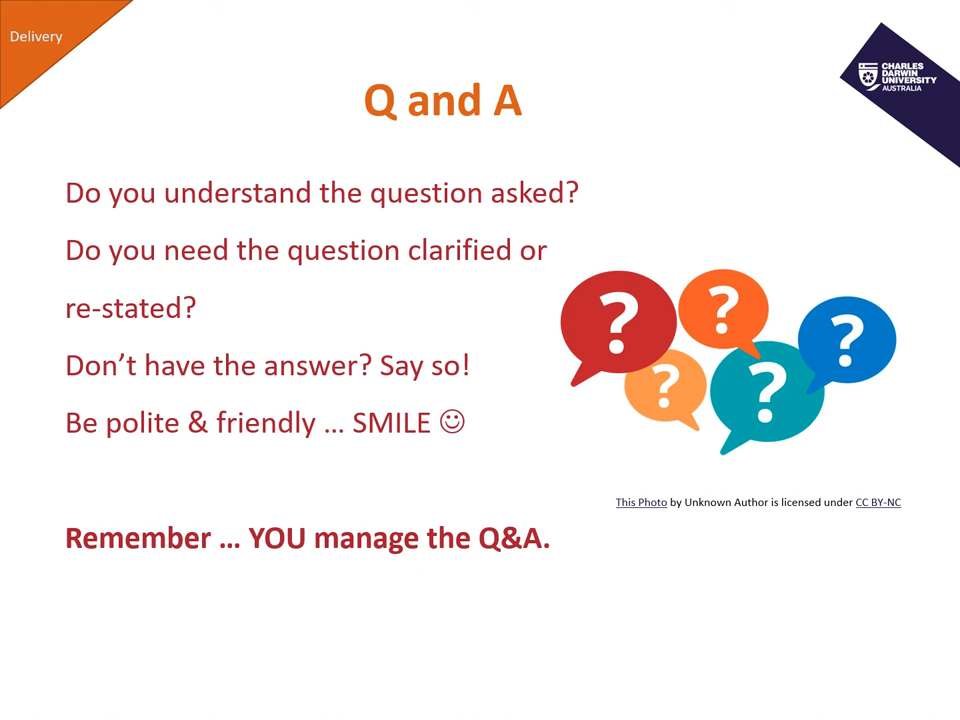 Delivery
CHARLES
DARWIN
UNIVERSITY
AUSTRALIA
Q and A
Do you understand the question asked?
Do you need the question clarified or
re-stated?
Don’t have the answer? Say so!
Be polite & friendly … SMILE ☺
? ? ? ? ?
This Photo by Unknown Author is licensed under CC BY-NC
Remember … YOU manage the Q&A.